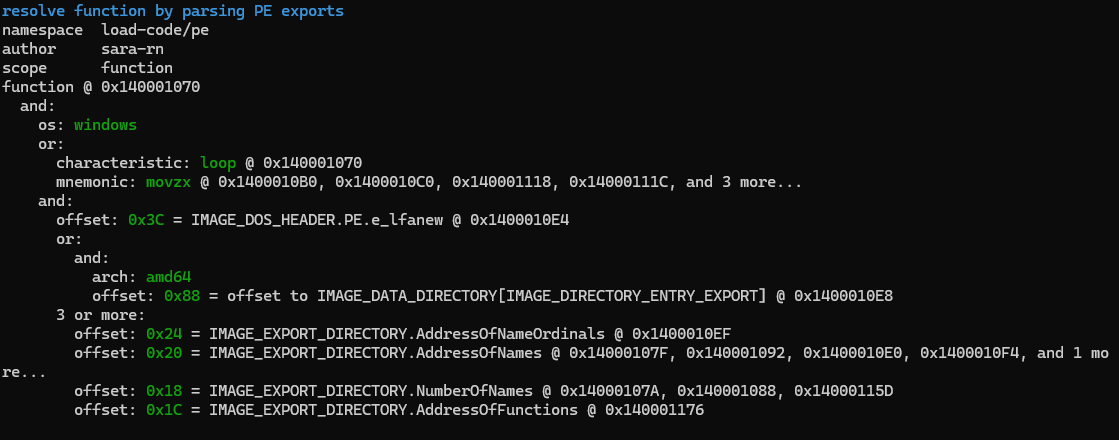 resolve function by parsing PE exports
namespace  load-code/pe
author     sara-rn
scope      function
function @ 0x140001070
  and:
    os: windows
    or:
      characteristic: loop @ 0x140001070
      mnemonic: movzx @ 0x1400010B0, 0x1400010C0, 0x140001118, 0x14000111C, and 3 more...
    and:
      offset: 0x3C = IMAGE_DOS_HEADER.PE.e_lfanew @ 0x1400010E4
      or:
        and:
          arch: amd64
          offset: 0x88 = offset to IMAGE_DATA_DIRECTORY[IMAGE_DIRECTORY_ENTRY_EXPORT] @ 0x1400010E8
      3 or more:
        offset: 0x24 = IMAGE_EXPORT_DIRECTORY.AddressOfNameOrdinals @ 0x1400010EF
        offset: 0x20 = IMAGE_EXPORT_DIRECTORY.AddressOfNames @ 0x14000107F, 0x140001092, 0x1400010E0, 0x1400010F4, and 1 mo
re...
        offset: 0x18 = IMAGE_EXPORT_DIRECTORY.NumberOfNames @ 0x14000107A, 0x140001088, 0x14000115D
        offset: 0x1C = IMAGE_EXPORT_DIRECTORY.AddressOfFunctions @ 0x140001176